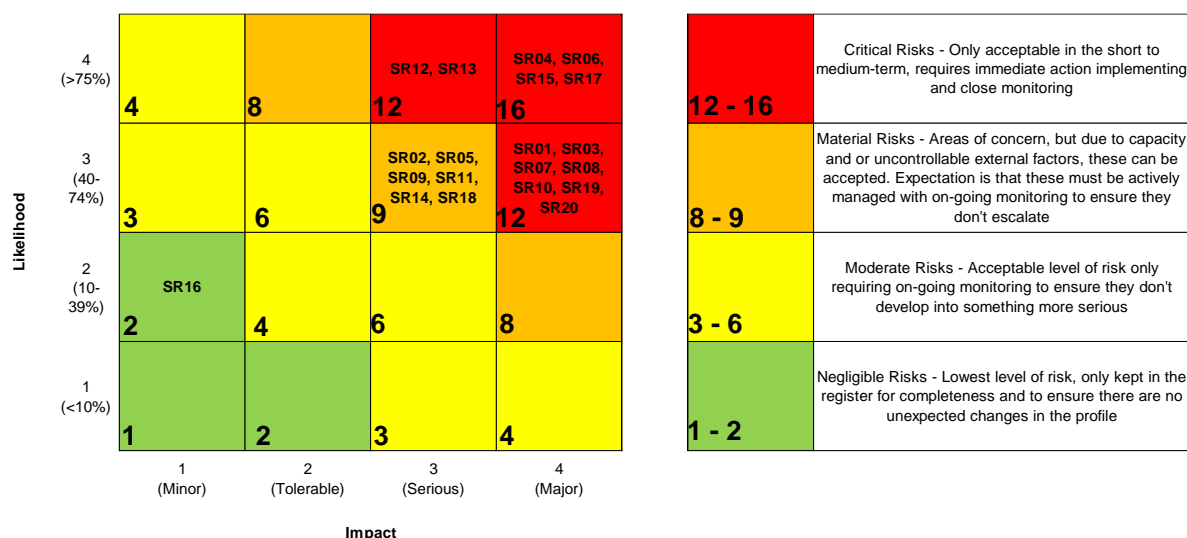 4
(>75%)
4
8
SR12, SR13
12
SR04, SR06,
SR15, SR17
16
3
(40-
74%)
3
6
SR02, SR05,
SR09, SR11,
SR14, SR18
9
SR01, SR03,
SR07, SR08,
SR10, SR19,
SR20
12
Likelihood
2
(10-
39%)
SR16
2
4
6
8
1
(<10%)
1
2
3
4
1
(Minor)
2
(Tolerable)
3
(Serious)
4
(Major)
Impact
12 - 16
Critical Risks - Only acceptable in the short to
medium-term, requires immediate action implementing
and close monitoring
8 - 9
Material Risks - Areas of concern, but due to capacity
and or uncontrollable external factors, these can be
accepted. Expectation is that these must be actively
managed with on-going monitoring to ensure they
don't escalate
3 - 6
Moderate Risks - Acceptable level of risk only
requiring on-going monitoring to ensure they don't
develop into something more serious
1 - 2
Negligible Risks - Lowest level of risk, only kept in the
register for completeness and to ensure there are no
unexpected changes in the profile